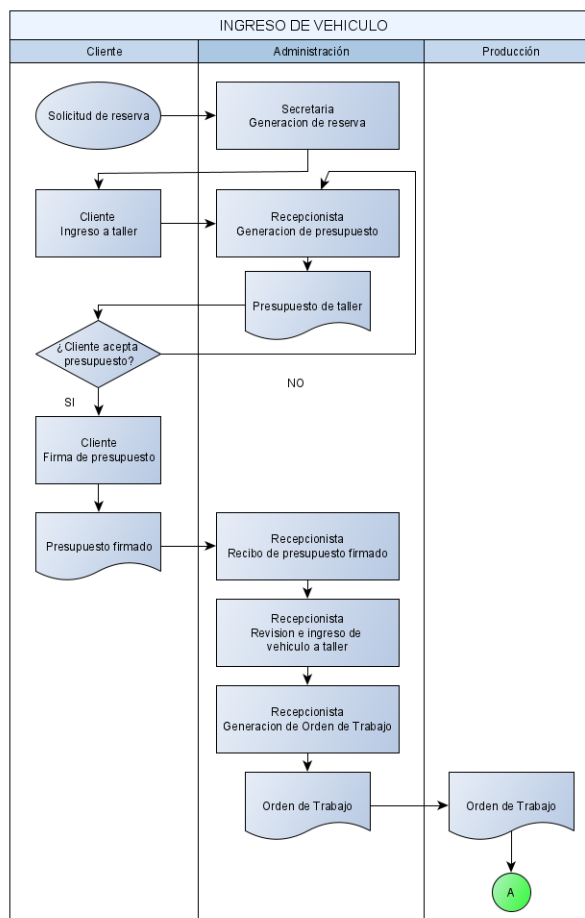 INGRESO DE VEHICULO
Cliente
Administración
Producción
Solicitud de reserva
Secretaria
Generacion de reserva
Cliente
Ingreso a taller
Recepcionista
Generacion de presupuesto
Presupuesto de taller
¿Cliente acepta
presupuesto?
NO
SI
Cliente
Firma de presupuesto
Presupuesto firmado
Recepcionista
Recibo de presupuesto firmado
Recepcionista
Revision e ingreso de
vehiculo a taller
Recepcionista
Generacion de Orden de Trabajo
Orden de Trabajo
Orden de Trabajo
A